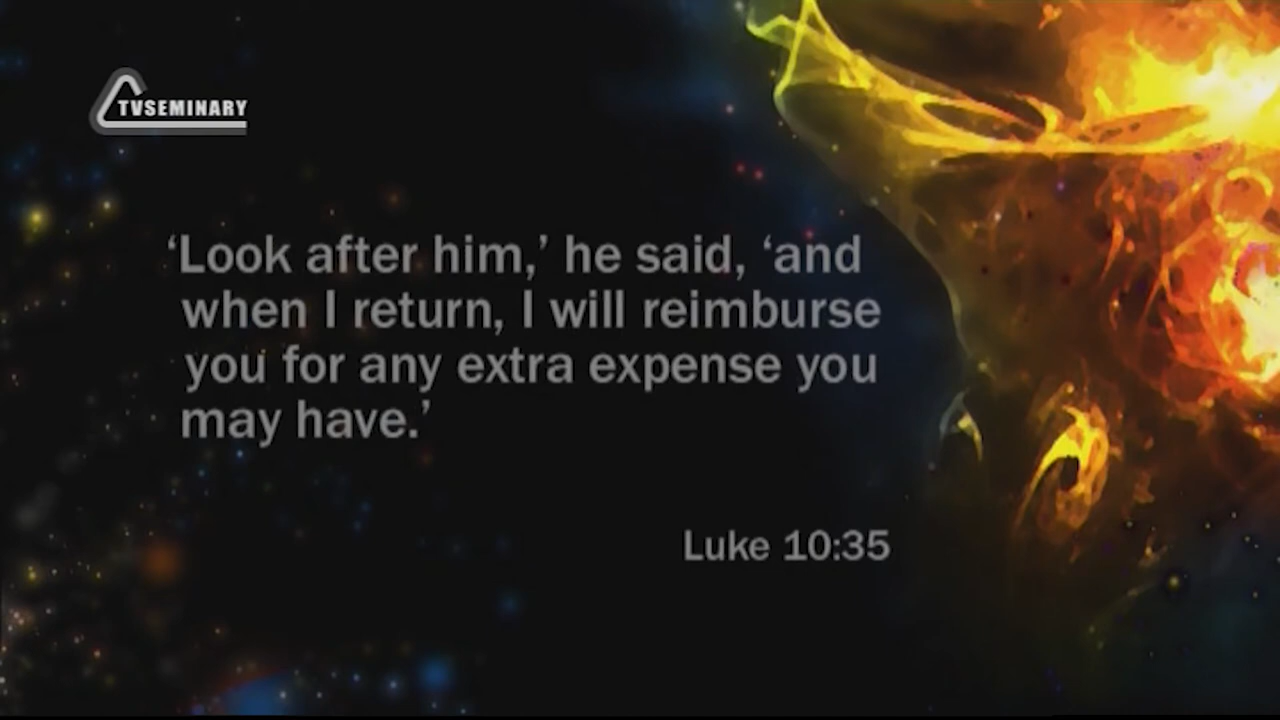 TVSEMINARY
‘Look after him,’ he said, ‘and
when I return, I will reimburse
you for any extra expense you
may have.’
Luke 10:35